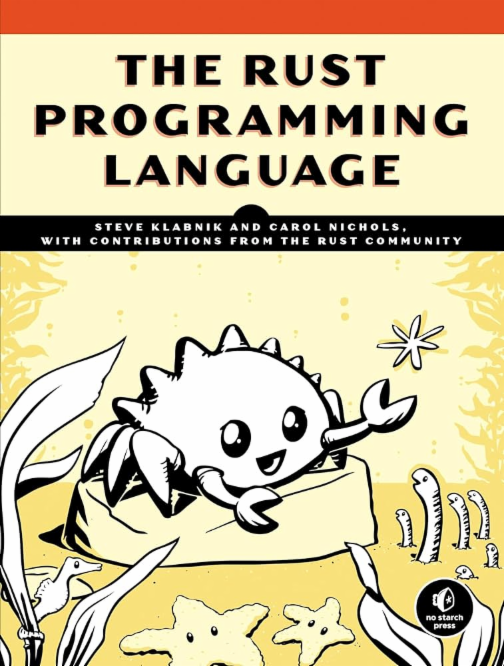 THE RUST
PROGRAMMING
LANGUAGE
STEVE KLABNIK AND CAROL NICHOLS,
WITH CONTRIBUTIONS FROM THE RUST COMMUNITY
no starch
press